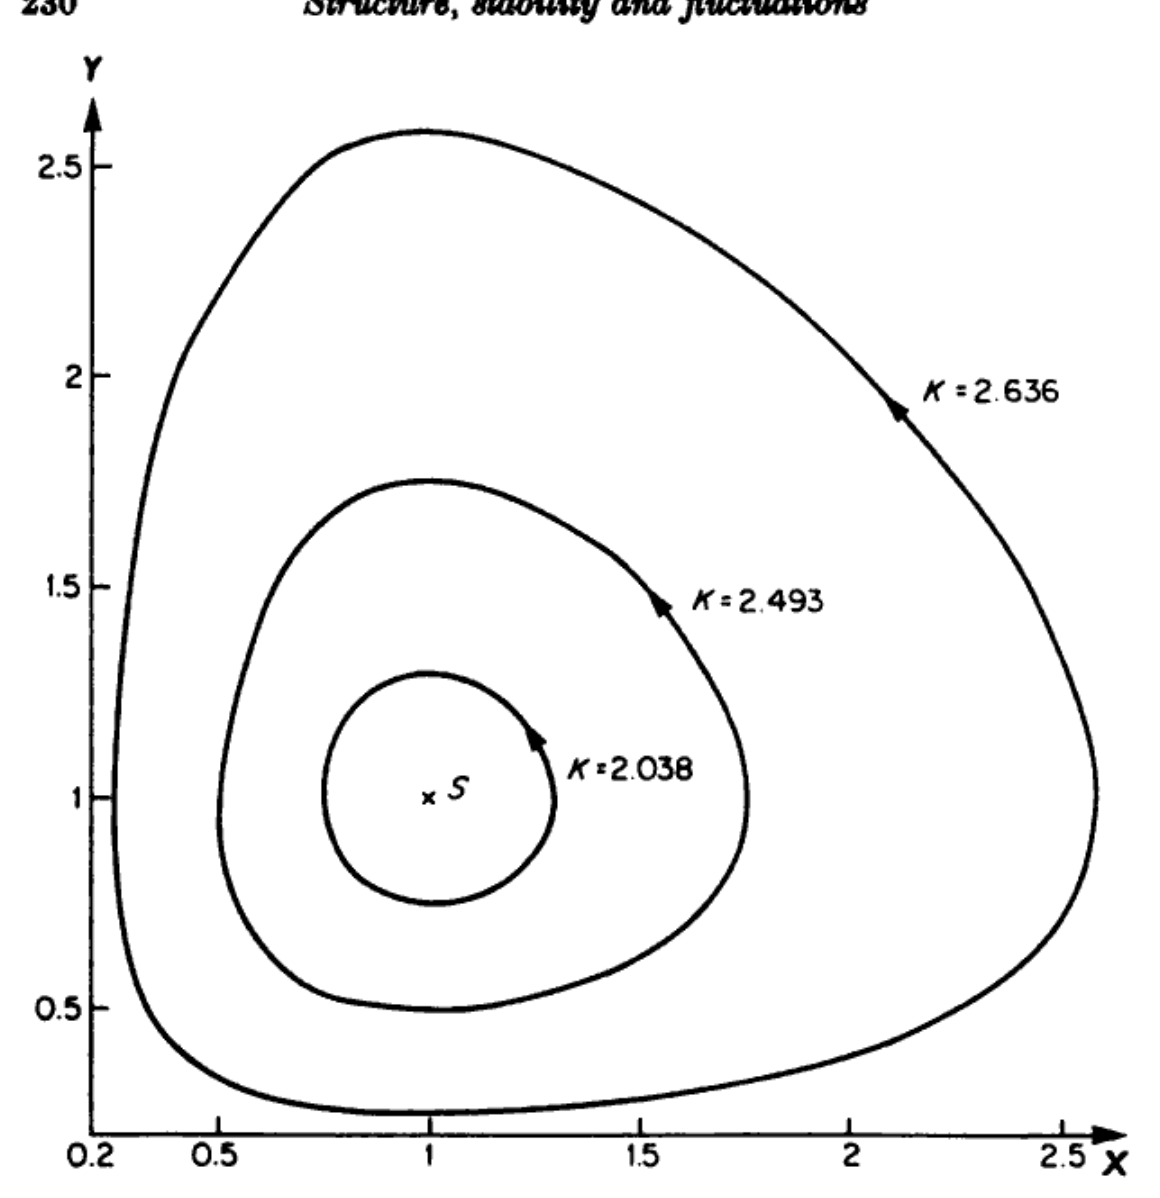 230 Structure, stability and fluctuations
Y
2.5
2
K = 2.636
1.5
K = 2.493
K = 2.038
S
1
0.5
0.2 0.5 1 1.5 2 2.5 X